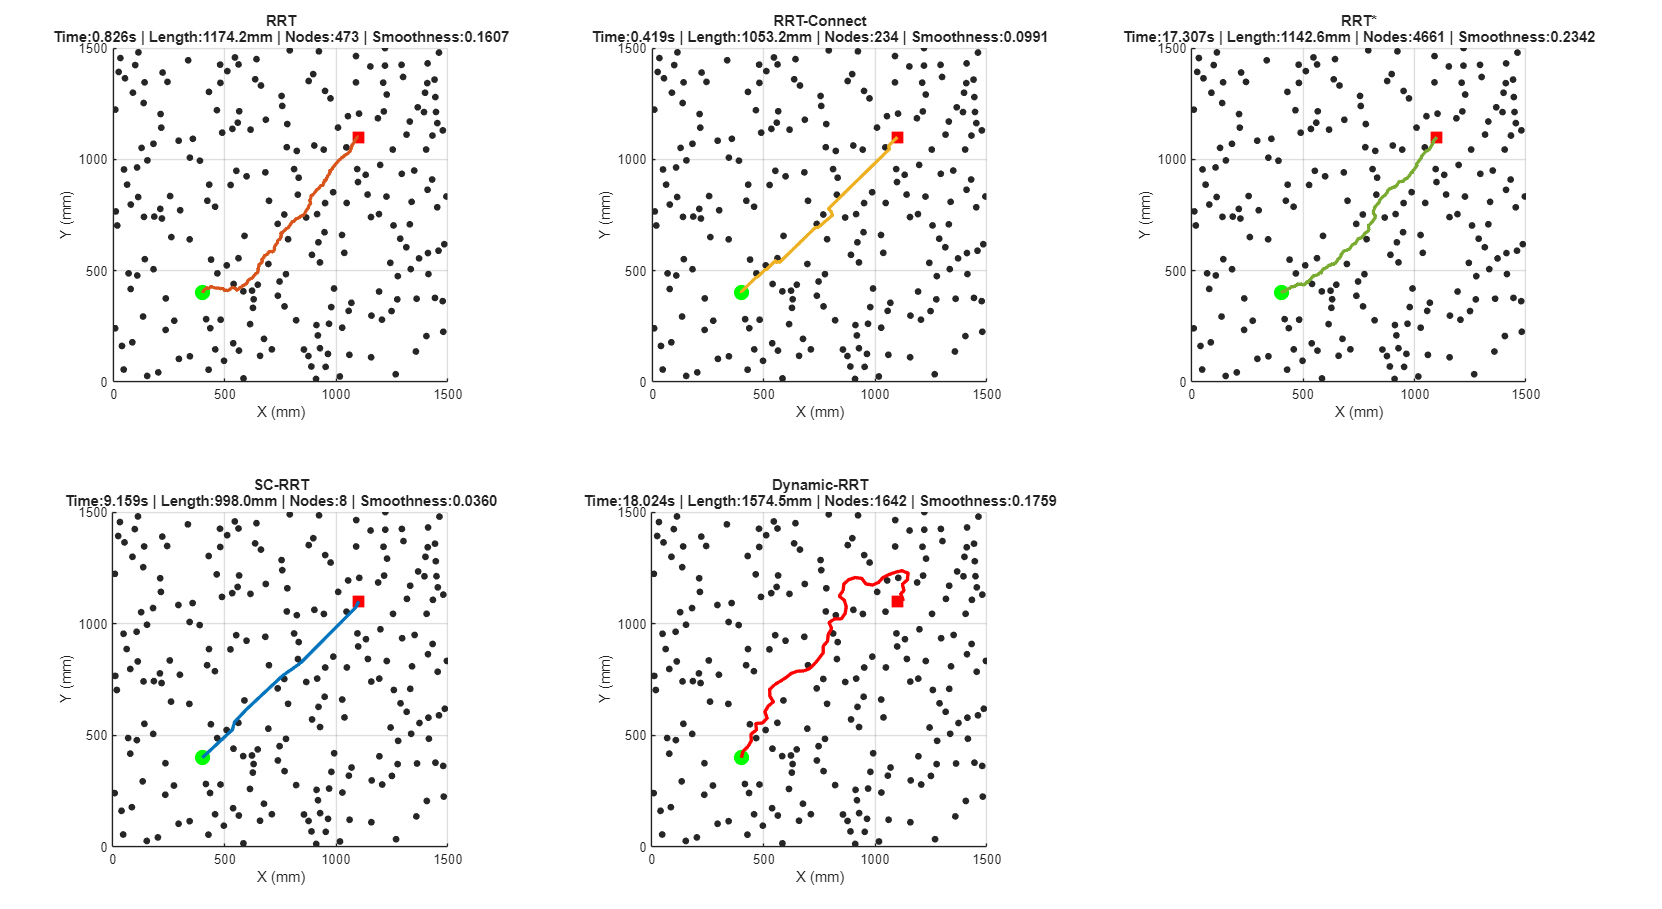 RRT
Time:0.826s | Length:1174.2mm | Nodes:473 | Smoothness:0.1607
1500
1000
500
0
Y (mm)
0 500 1000 1500
X (mm)
RRT-Connect
Time:0.419s | Length:1053.2mm | Nodes:234 | Smoothness:0.0991
1500
1000
500
0
Y (mm)
0 500 1000 1500
X (mm)
RRT*
Time:17.307s | Length:1142.6mm | Nodes:4661 | Smoothness:0.2342
1500
1000
500
0
Y (mm)
0 500 1000 1500
X (mm)
SC-RRT
Time:9.159s | Length:998.0mm | Nodes:8 | Smoothness:0.0360
1500
1000
500
0
Y (mm)
0 500 1000 1500
X (mm)
Dynamic-RRT
Time:18.024s | Length:1574.5mm | Nodes:1642 | Smoothness:0.1759
1500
1000
500
0
Y (mm)
0 500 1000 1500
X (mm)